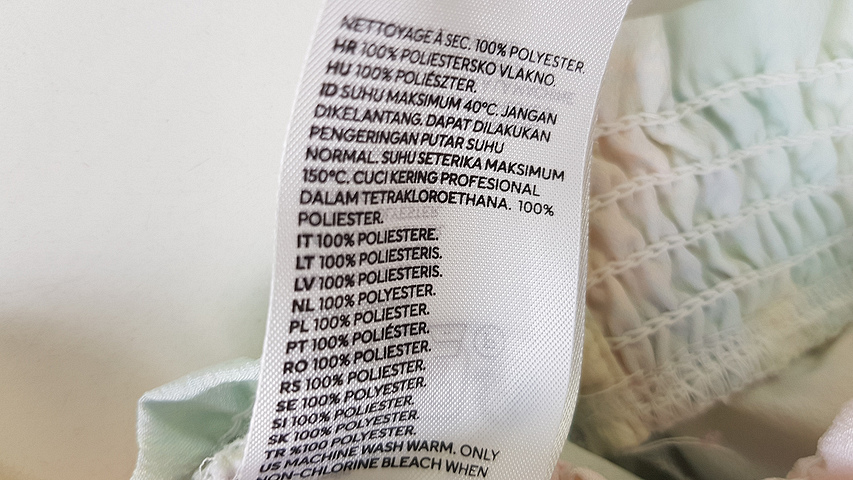 NETTOYAGE À SEC. 100% POLYESTER.
HR 100% POLIESTERSKO VLAKNO.
HU 100% POLIÉSZTER.
ID SUHU MAKSIMUM 40°C. JANGAN
DIKELANTANG. DAPAT DILAKUKAN
PENGERINGAN PUTAR SUHU
NORMAL. SUHU SETERIKA MAKSIMUM
150°C. CUCI KERING PROFESIONAL
DALAM TETRAKLOROETHANA. 100%
POLIESTER.
IT 100% POLIESTERE.
LT 100% POLIESTERIS.
LV 100% POLIESTERIS.
NL 100% POLYESTER.
PL 100% POLIESTER.
PT 100% POLIÉSTER.
RO 100% POLIESTER.
RS 100% POLIESTER.
SE 100% POLYESTER.
SI 100% POLIESTER.
SK 100% POLYESTER.
TR %100 POLYESTER.
US MACHINE WASH WARM. ONLY
NON-CHLORINE BLEACH WHEN